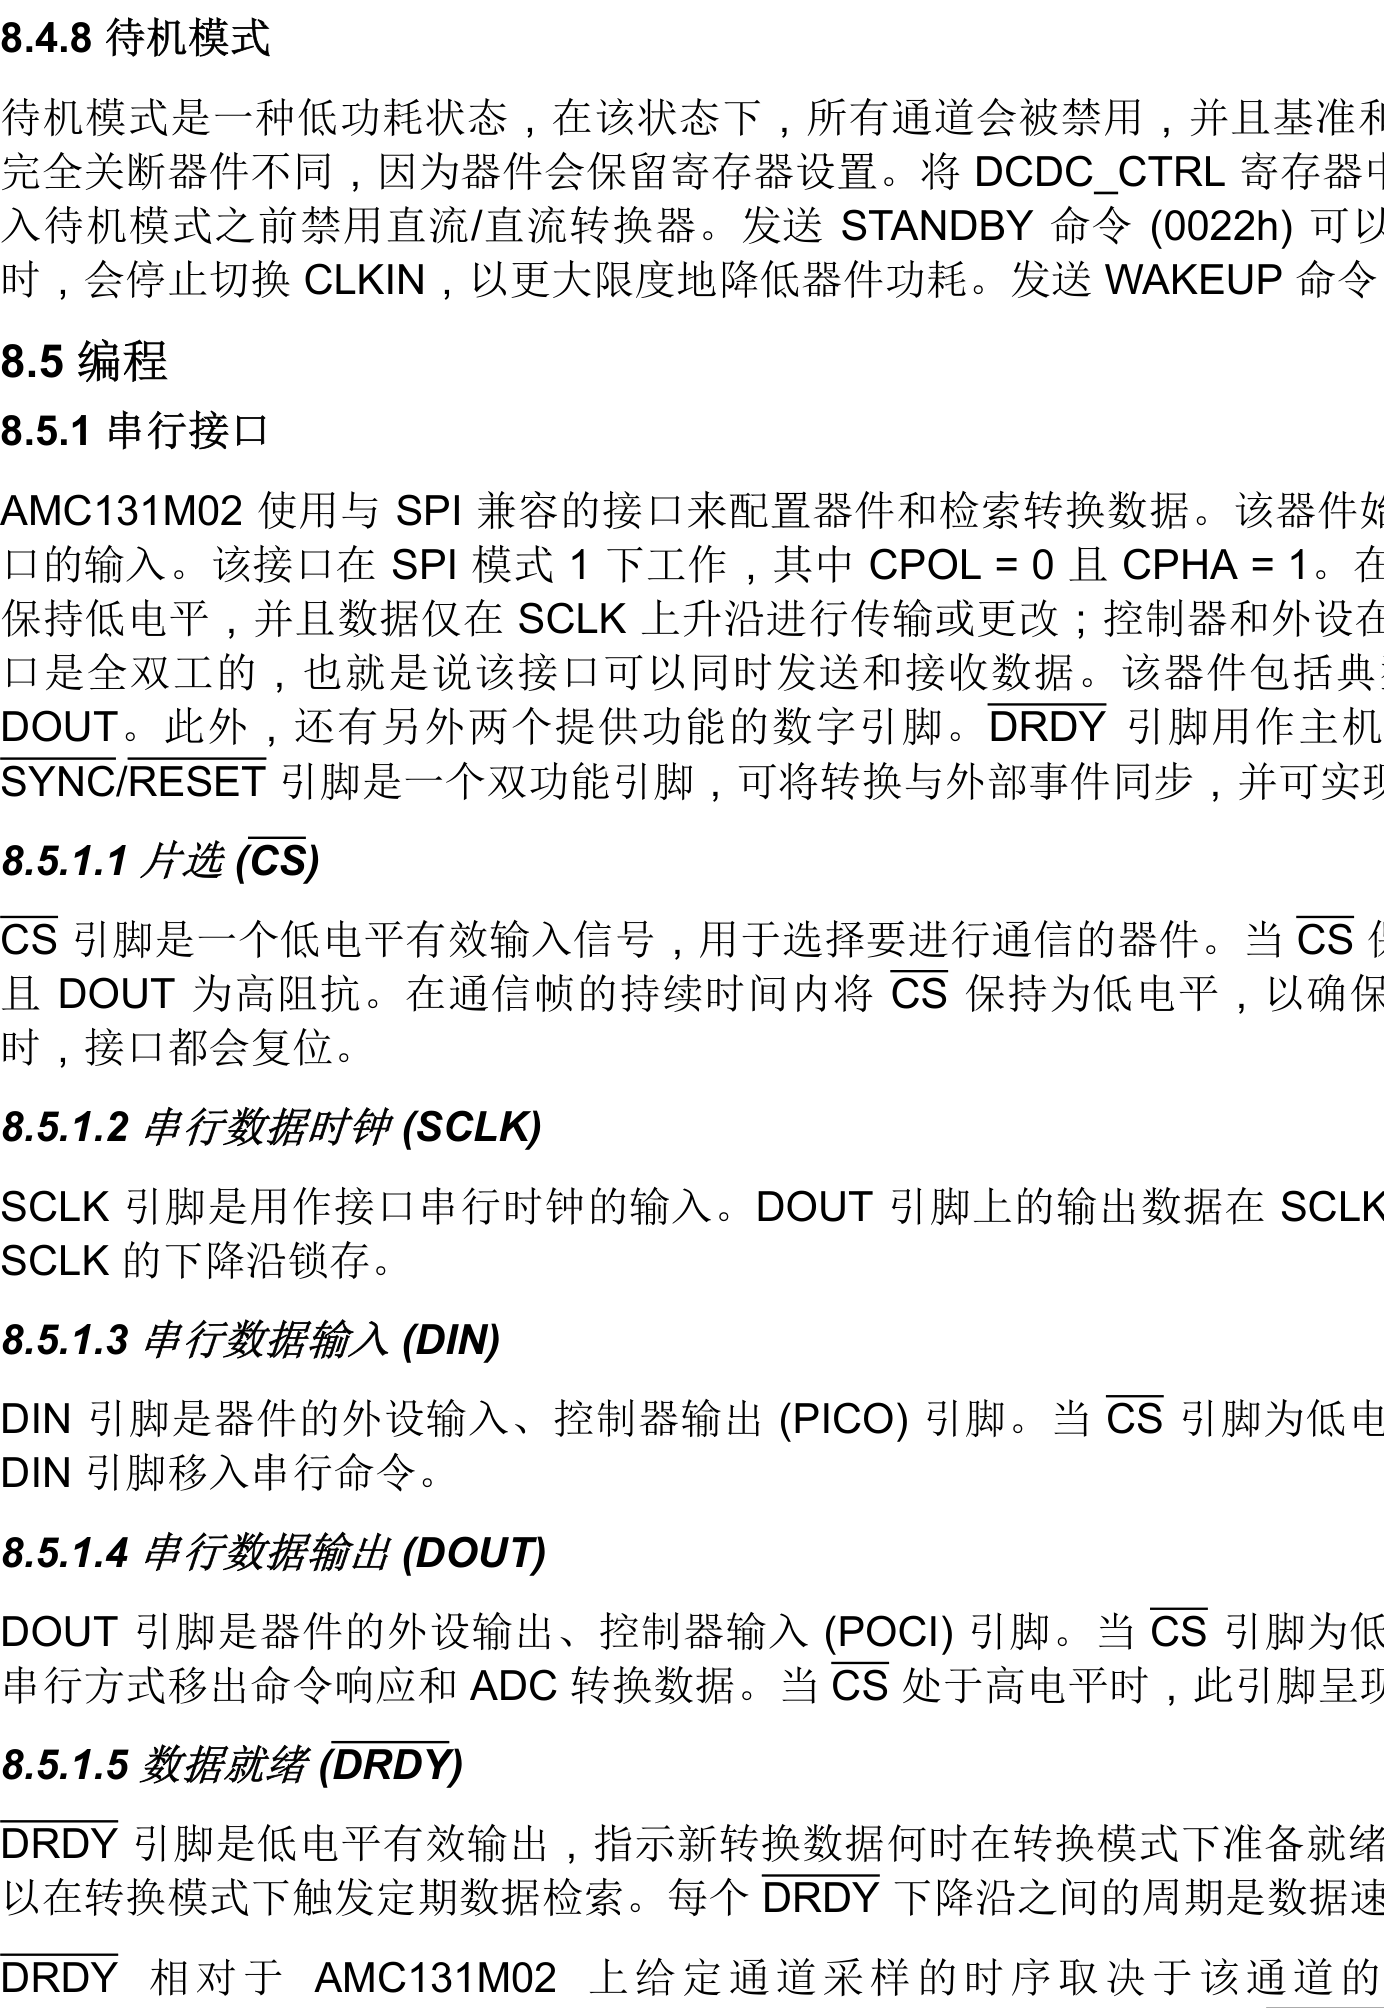 8.4.8 待机模式
待机模式是一种低功耗状态，在该状态下，所有通道会被禁用，并且基准和
完全关断器件不同，因为器件会保留寄存器设置。将 DCDC_CTRL 寄存器中
入待机模式之前禁用直流/直流转换器。发送 STANDBY 命令 (0022h) 可以
时，会停止切换 CLKIN，以更大限度地降低器件功耗。发送 WAKEUP 命令
8.5 编程
8.5.1 串行接口
AMC131M02 使用与 SPI 兼容的接口来配置器件和检索转换数据。该器件始
口的输入。该接口在 SPI 模式 1 下工作，其中 CPOL = 0 且 CPHA = 1。在
保持低电平，并且数据仅在 SCLK 上升沿进行传输或更改；控制器和外设在
口是全双工的，也就是说该接口可以同时发送和接收数据。该器件包括典型
DOUT。此外，还有另外两个提供功能的数字引脚。DRDY 引脚用作主机
SYNC/RESET 引脚是一个双功能引脚，可将转换与外部事件同步，并可实现
8.5.1.1 片选 (CS)
CS 引脚是一个低电平有效输入信号，用于选择要进行通信的器件。当 CS 保
且 DOUT 为高阻抗。在通信帧的持续时间内将 CS 保持为低电平，以确保
时，接口都会复位。
8.5.1.2 串行数据时钟 (SCLK)
SCLK 引脚是用作接口串行时钟的输入。DOUT 引脚上的输出数据在 SCLK
SCLK 的下降沿锁存。
8.5.1.3 串行数据输入 (DIN)
DIN 引脚是器件的外设输入、控制器输出 (PICO) 引脚。当 CS 引脚为低电
DIN 引脚移入串行命令。
8.5.1.4 串行数据输出 (DOUT)
DOUT 引脚是器件的外设输出、控制器输入 (POCI) 引脚。当 CS 引脚为低
串行方式移出命令响应和 ADC 转换数据。当 CS 处于高电平时，此引脚呈现
8.5.1.5 数据就绪 (DRDY)
DRDY 引脚是低电平有效输出，指示新转换数据何时在转换模式下准备就绪
以在转换模式下触发定期数据检索。每个 DRDY 下降沿之间的周期是数据速
DRDY 相对于 AMC131M02 上给定通道采样的时序取决于该通道的